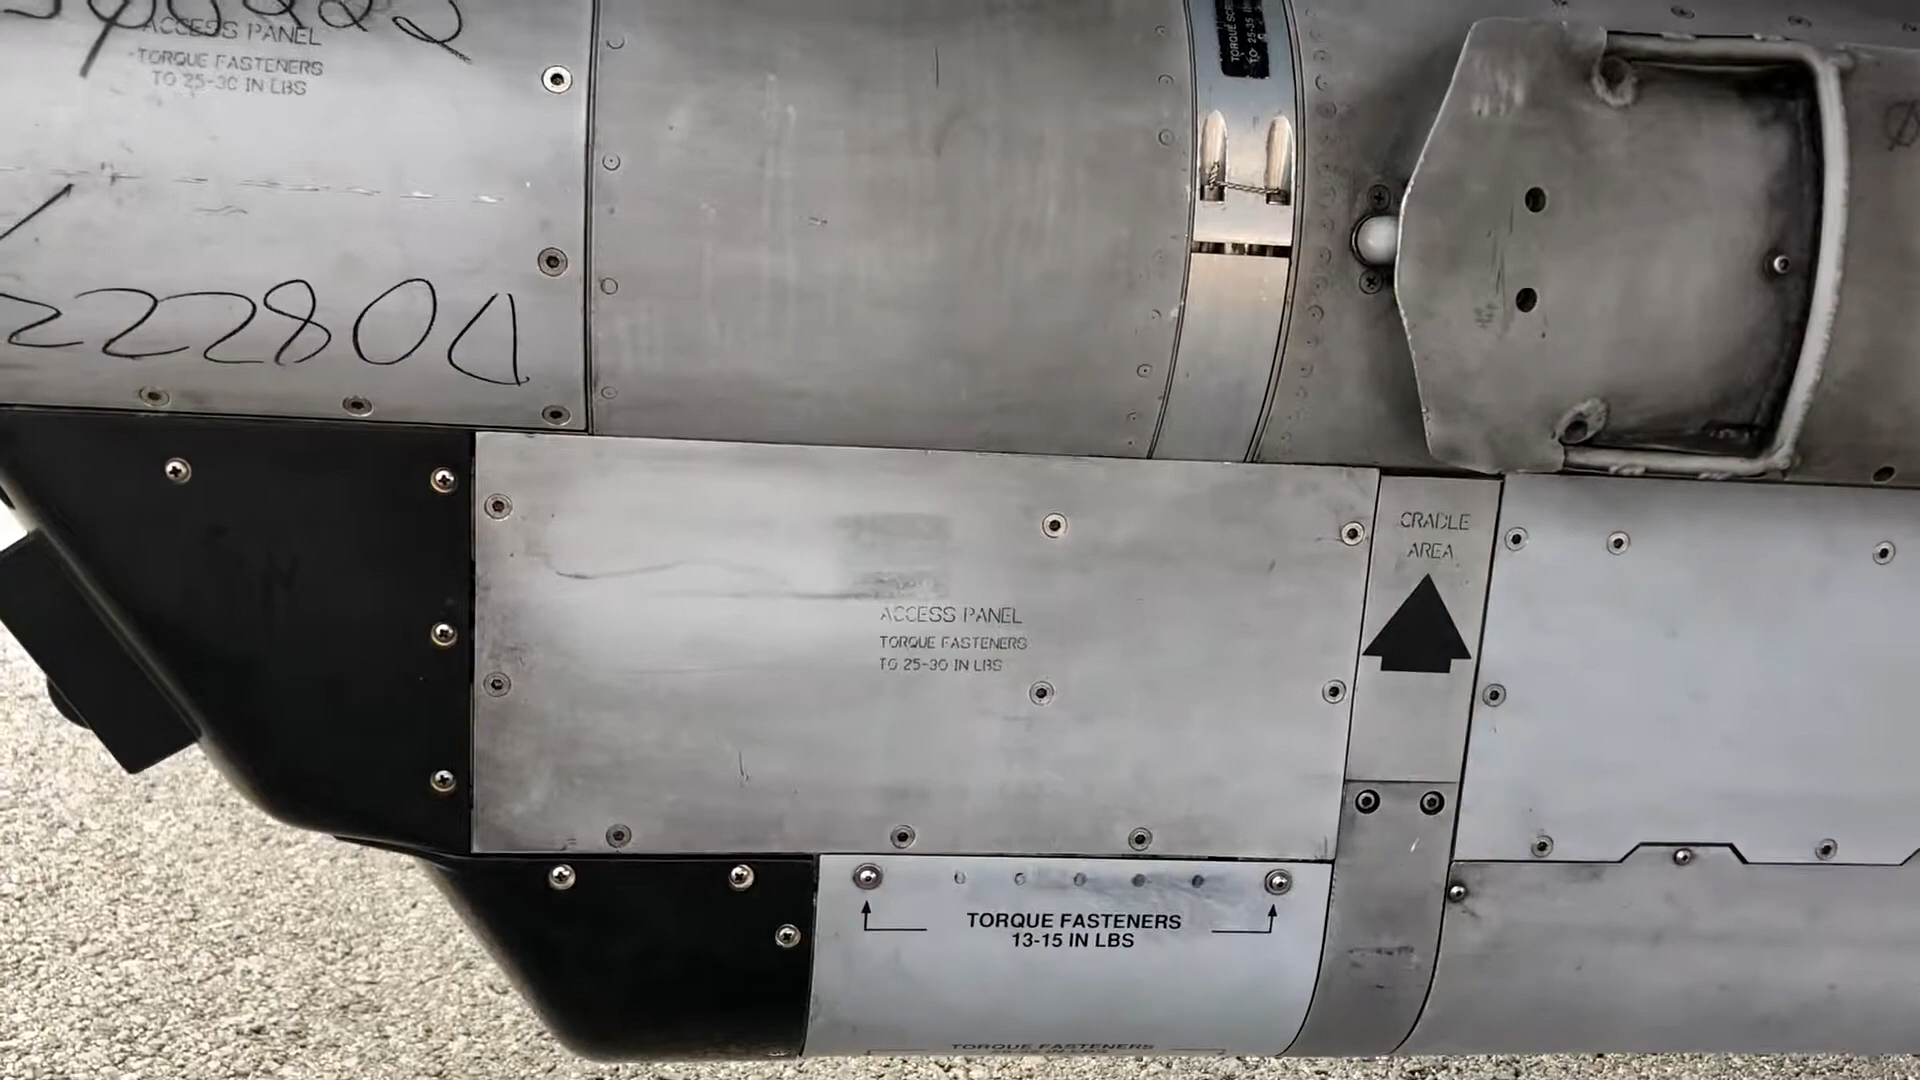 ACCESS PANEL
TORQUE FASTENERS
TO 25-30 IN LBS
D08222
CRADLE
AREA
ACCESS PANEL
TORQUE FASTENERS
TO 25-30 IN LBS
TORQUE FASTENERS
13-15 IN LBS
TORQUE FASTENERS